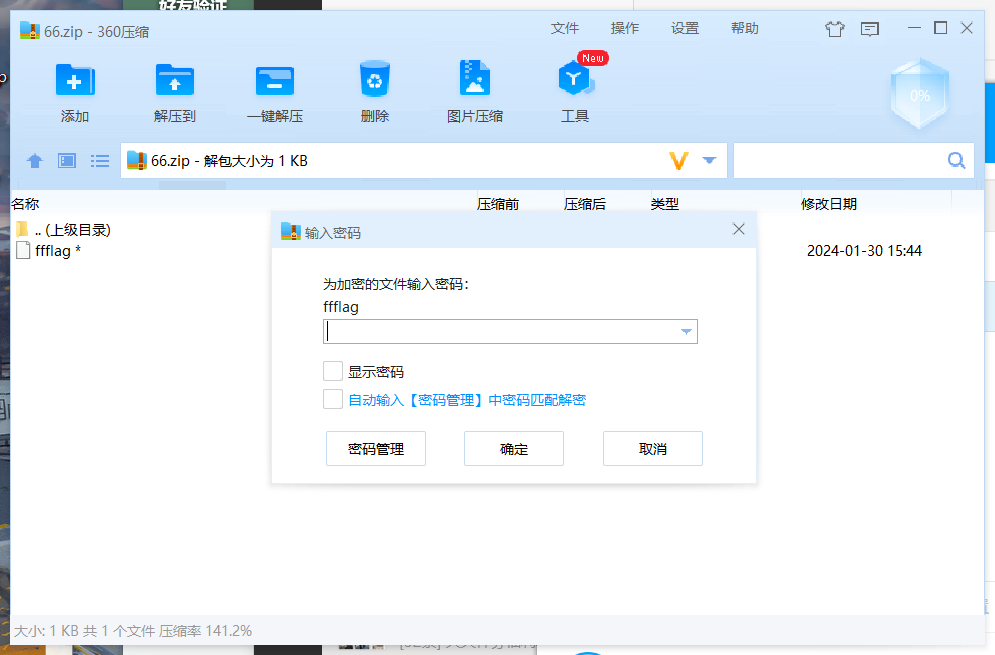 好友验证
66.zip - 360压缩
文件 操作 设置 帮助
New
添加 解压到 一键解压 删除 图片压缩 工具
0%
66.zip - 解包大小为 1 KB
名称 压缩前 压缩后 类型 修改日期
.. (上级目录)
ffflag * 2024-01-30 15:44
输入密码
为加密的文件输入密码：
ffflag
显示密码
自动输入【密码管理】中密码匹配解密
密码管理 确定 取消
大小: 1 KB 共 1 个文件 压缩率 141.2%